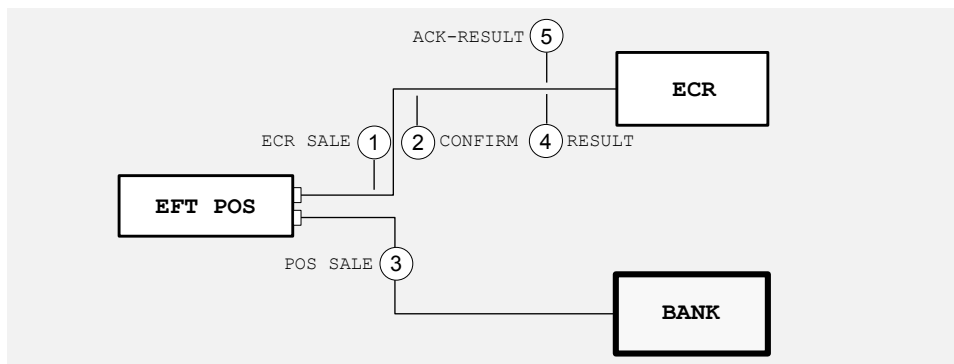 ACK-RESULT 5
ECR
ECR SALE 1 2 CONFIRM 4 RESULT
EFT POS
POS SALE 3
BANK